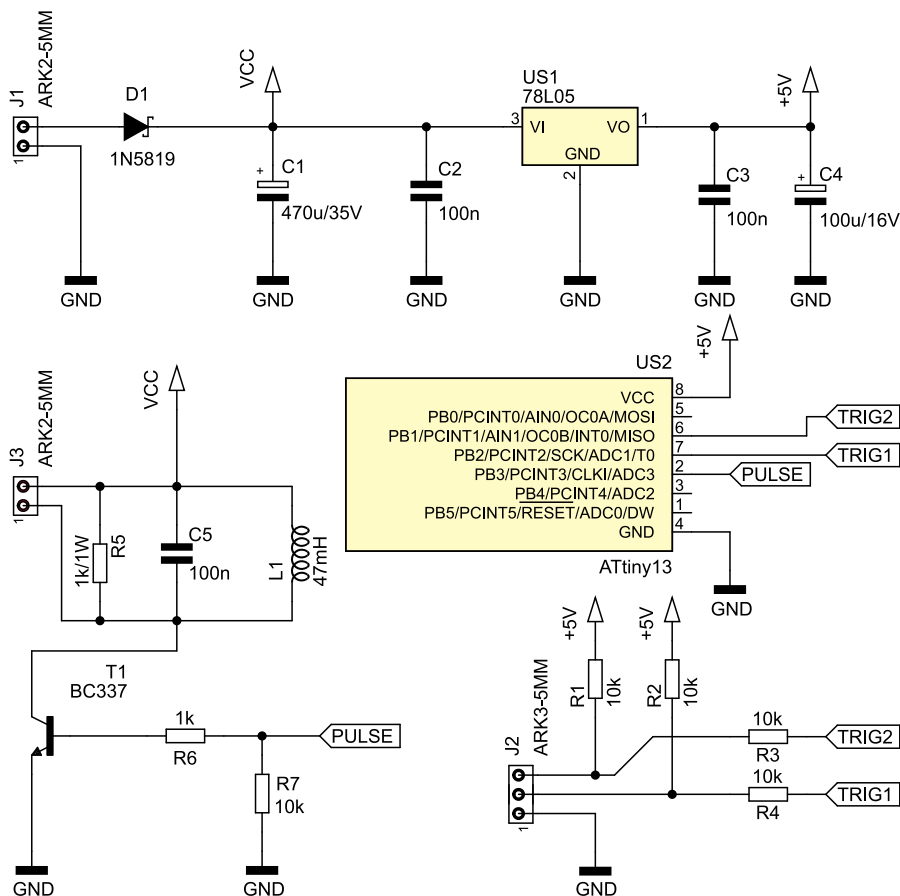 J1
ARK2-5MM
1
D1
1N5819
GND
VCC
+
C1
470u/35V
GND
C2
100n
GND
US1
78L05
3
VI
VO
1
GND
2
GND
C3
100n
GND
+5V
+
C4
100u/16V
GND
J3
ARK2-5MM
1
VCC
1k/1W
R5
C5
100n
L1
47mH
T1
BC337
GND
1k
R6
PULSE
R7
10k
GND
US2
+5V
VCC
8
PB0/PCINT0/AIN0/OC0A/MOSI
5
PB1/PCINT1/AIN1/OC0B/INT0/MISO
6
TRIG2
PB2/PCINT2/SCK/ADC1/T0
7
TRIG1
PB3/PCINT3/CLKI/ADC3
2
PULSE
PB4/PCINT4/ADC2
3
PB5/PCINT5/RESET/ADC0/DW
1
GND
4
ATtiny13
GND
J2
ARK3-5MM
1
+5V
R1
10k
+5V
R2
10k
10k
R3
TRIG2
10k
R4
TRIG1
GND